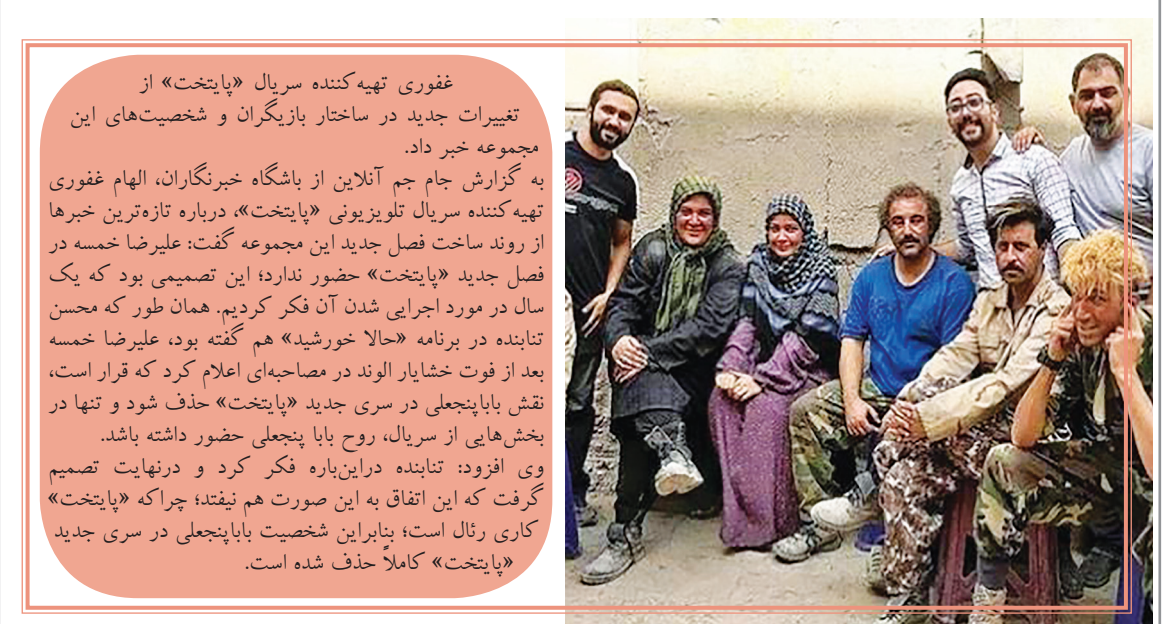 غفوری تهیه‌کننده سریال «پایتخت» از
تغییرات جدید در ساختار بازیگران و شخصیت‌های این
مجموعه خبر داد.
به گزارش جام جم آنلاین از باشگاه خبرنگاران، الهام غفوری
تهیه‌کننده سریال تلویزیونی «پایتخت»، درباره تازه‌ترین خبرها
از روند ساخت فصل جدید این مجموعه گفت: علیرضا خمسه در
فصل جدید «پایتخت» حضور ندارد؛ این تصمیمی بود که یک
سال در مورد اجرایی شدن آن فکر کردیم. همان طور که محسن
تنابنده در برنامه «حالا خورشید» هم گفته بود، علیرضا خمسه
بعد از فوت خشایار الوند در مصاحبه‌ای اعلام کرد که قرار است،
نقش باباپنجعلی در سری جدید «پایتخت» حذف شود و تنها در
بخش‌هایی از سریال، روح بابا پنجعلی حضور داشته باشد.
وی افزود: تنابنده دراین‌باره فکر کرد و درنهایت تصمیم
گرفت که این اتفاق به این صورت هم نیفتد؛ چراکه «پایتخت»
کاری رئال است؛ بنابراین شخصیت باباپنجعلی در سری جدید
«پایتخت» کاملاً حذف شده است.